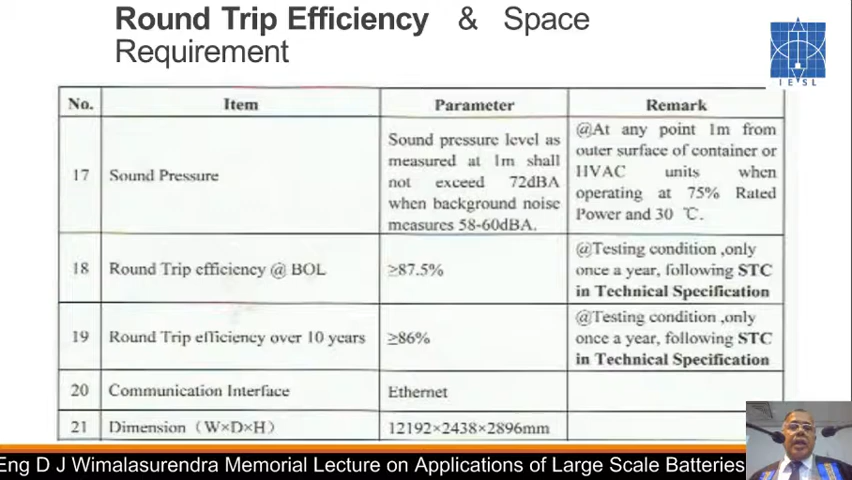 Round Trip Efficiency & Space
Requirement
IESL
No. Item Parameter Remark
17 Sound Pressure
Sound pressure level as
measured at 1m shall
not exceed 72dBA
when background noise
measures 58-60dBA.
@At any point 1m from
outer surface of container or
HVAC units when
operating at 75% Rated
Power and 30 ℃.
18 Round Trip efficiency @ BOL ≥87.5%
@Testing condition ,only
once a year, following STC
in Technical Specification
19 Round Trip efficiency over 10 years ≥86%
@Testing condition ,only
once a year, following STC
in Technical Specification
20 Communication Interface Ethernet
21 Dimension (W×D×H) 12192×2438×2896mm
Eng D J Wimalasurendra Memorial Lecture on Applications of Large Scale Batteries